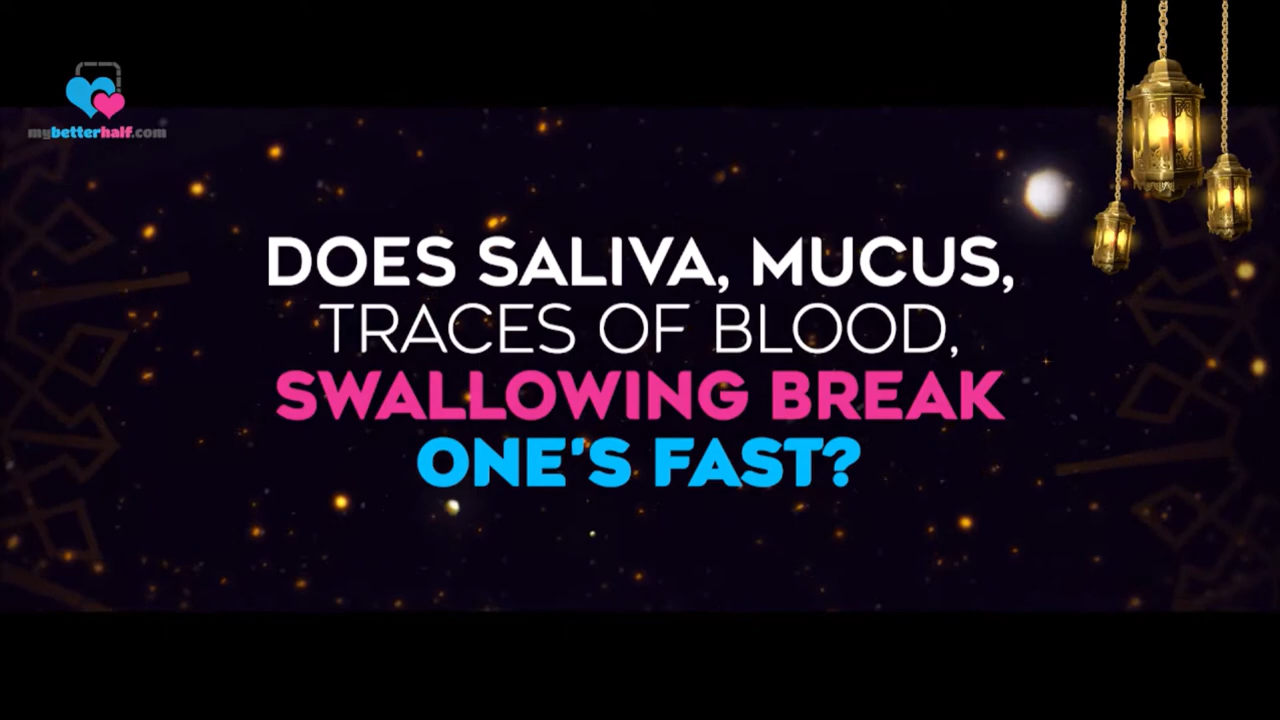 mybetterhalf.com
DOES SALIVA, MUCUS,
TRACES OF BLOOD,
SWALLOWING BREAK
ONE'S FAST?